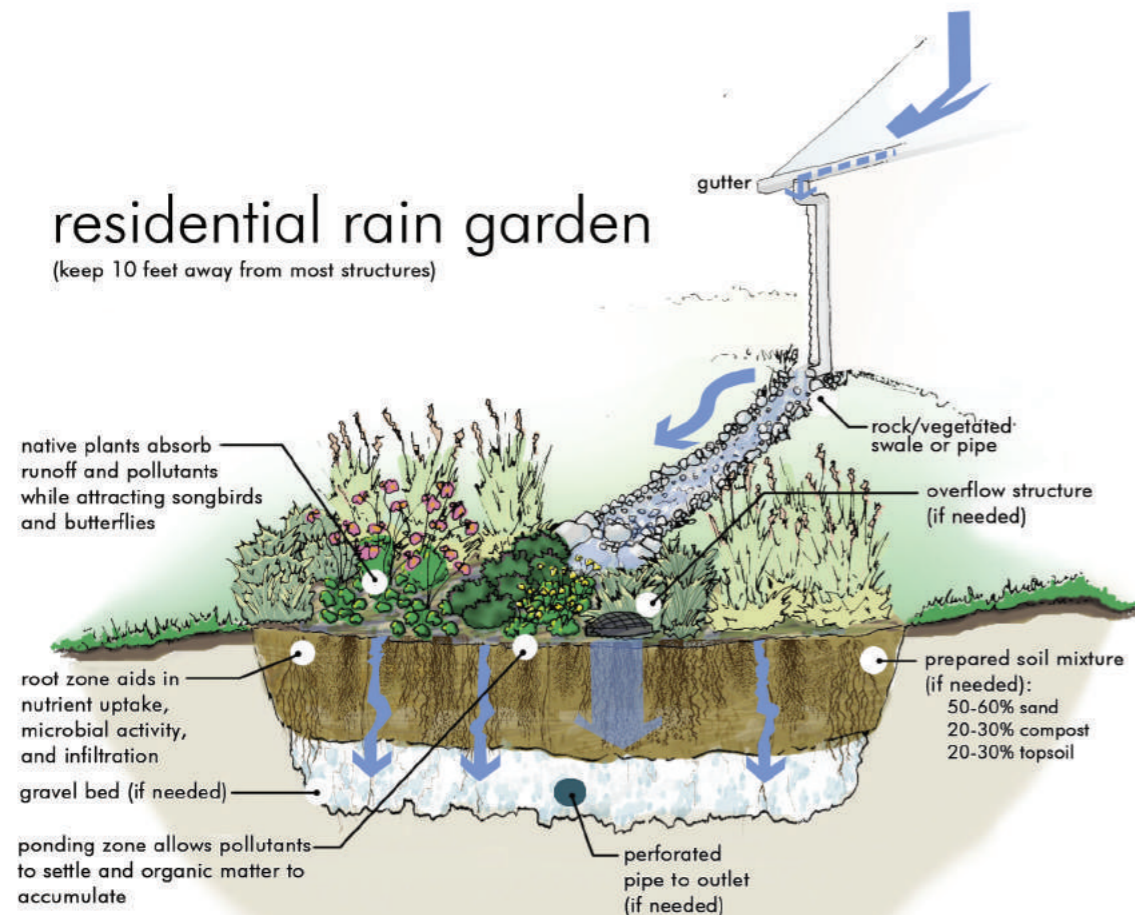 residential rain garden
(keep 10 feet away from most structures)
gutter
rock/vegetated
swale or pipe
native plants absorb
runoff and pollutants
while attracting songbirds
and butterflies
overflow structure
(if needed)
root zone aids in
nutrient uptake,
microbial activity,
and infiltration
prepared soil mixture
(if needed):
50-60% sand
20-30% compost
20-30% topsoil
gravel bed (if needed)
ponding zone allows pollutants
to settle and organic matter to
accumulate
perforated
pipe to outlet
(if needed)